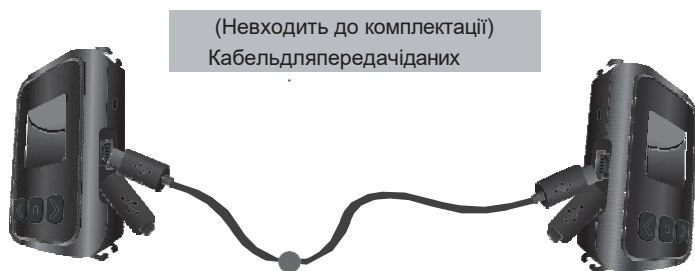 (Невходить до комплектації)
Кабельдляпередачіданих